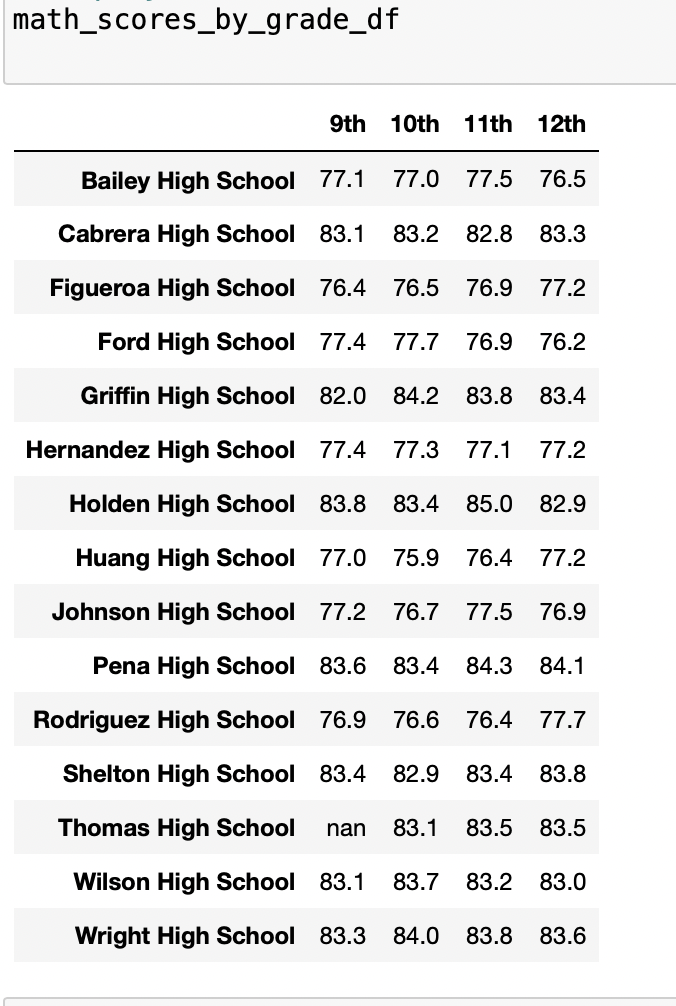 math_scores_by_grade_df
9th 10th 11th 12th
Bailey High School 77.1 77.0 77.5 76.5
Cabrera High School 83.1 83.2 82.8 83.3
Figueroa High School 76.4 76.5 76.9 77.2
Ford High School 77.4 77.7 76.9 76.2
Griffin High School 82.0 84.2 83.8 83.4
Hernandez High School 77.4 77.3 77.1 77.2
Holden High School 83.8 83.4 85.0 82.9
Huang High School 77.0 75.9 76.4 77.2
Johnson High School 77.2 76.7 77.5 76.9
Pena High School 83.6 83.4 84.3 84.1
Rodriguez High School 76.9 76.6 76.4 77.7
Shelton High School 83.4 82.9 83.4 83.8
Thomas High School nan 83.1 83.5 83.5
Wilson High School 83.1 83.7 83.2 83.0
Wright High School 83.3 84.0 83.8 83.6